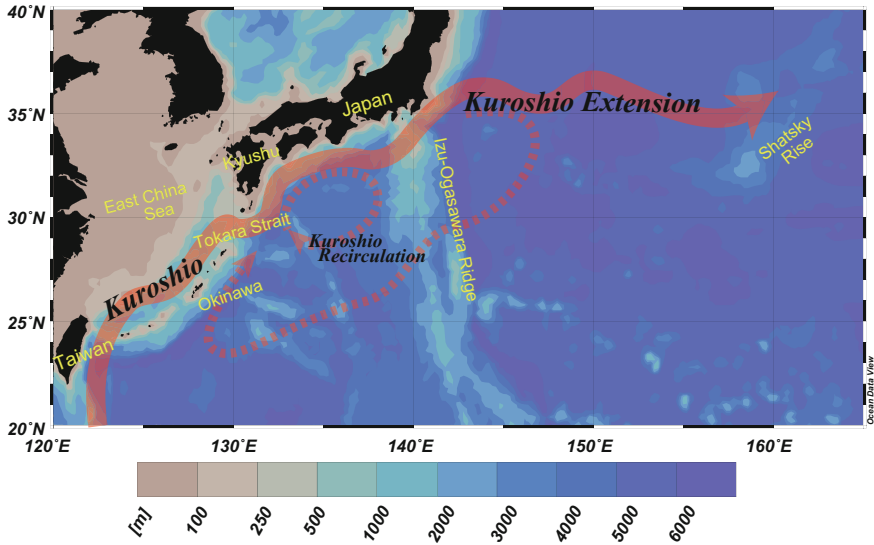 40˚N
35˚N
30˚N
25˚N
20˚N
120˚E
130˚E
140˚E
150˚E
160˚E
Japan
Kuroshio Extension
Shatsky
Rise
Kyushu
Izu-Ogasawara Ridge
East China
Sea
Tokara Strait
Kuroshio
Recirculation
Kuroshio
Okinawa
Taiwan
Ocean Data View
[m]
100
250
500
1000
2000
3000
4000
5000
6000